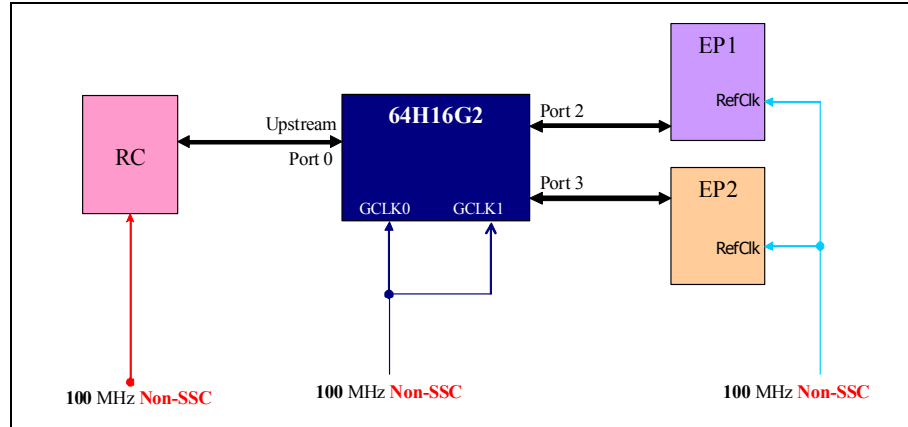 EP1
RefClk
64H16G2
Port 2
Upstream
Port 0
RC
Port 3
EP2
GCLK0
GCLK1
RefClk
100 MHz Non-SSC
100 MHz Non-SSC
100 MHz Non-SSC